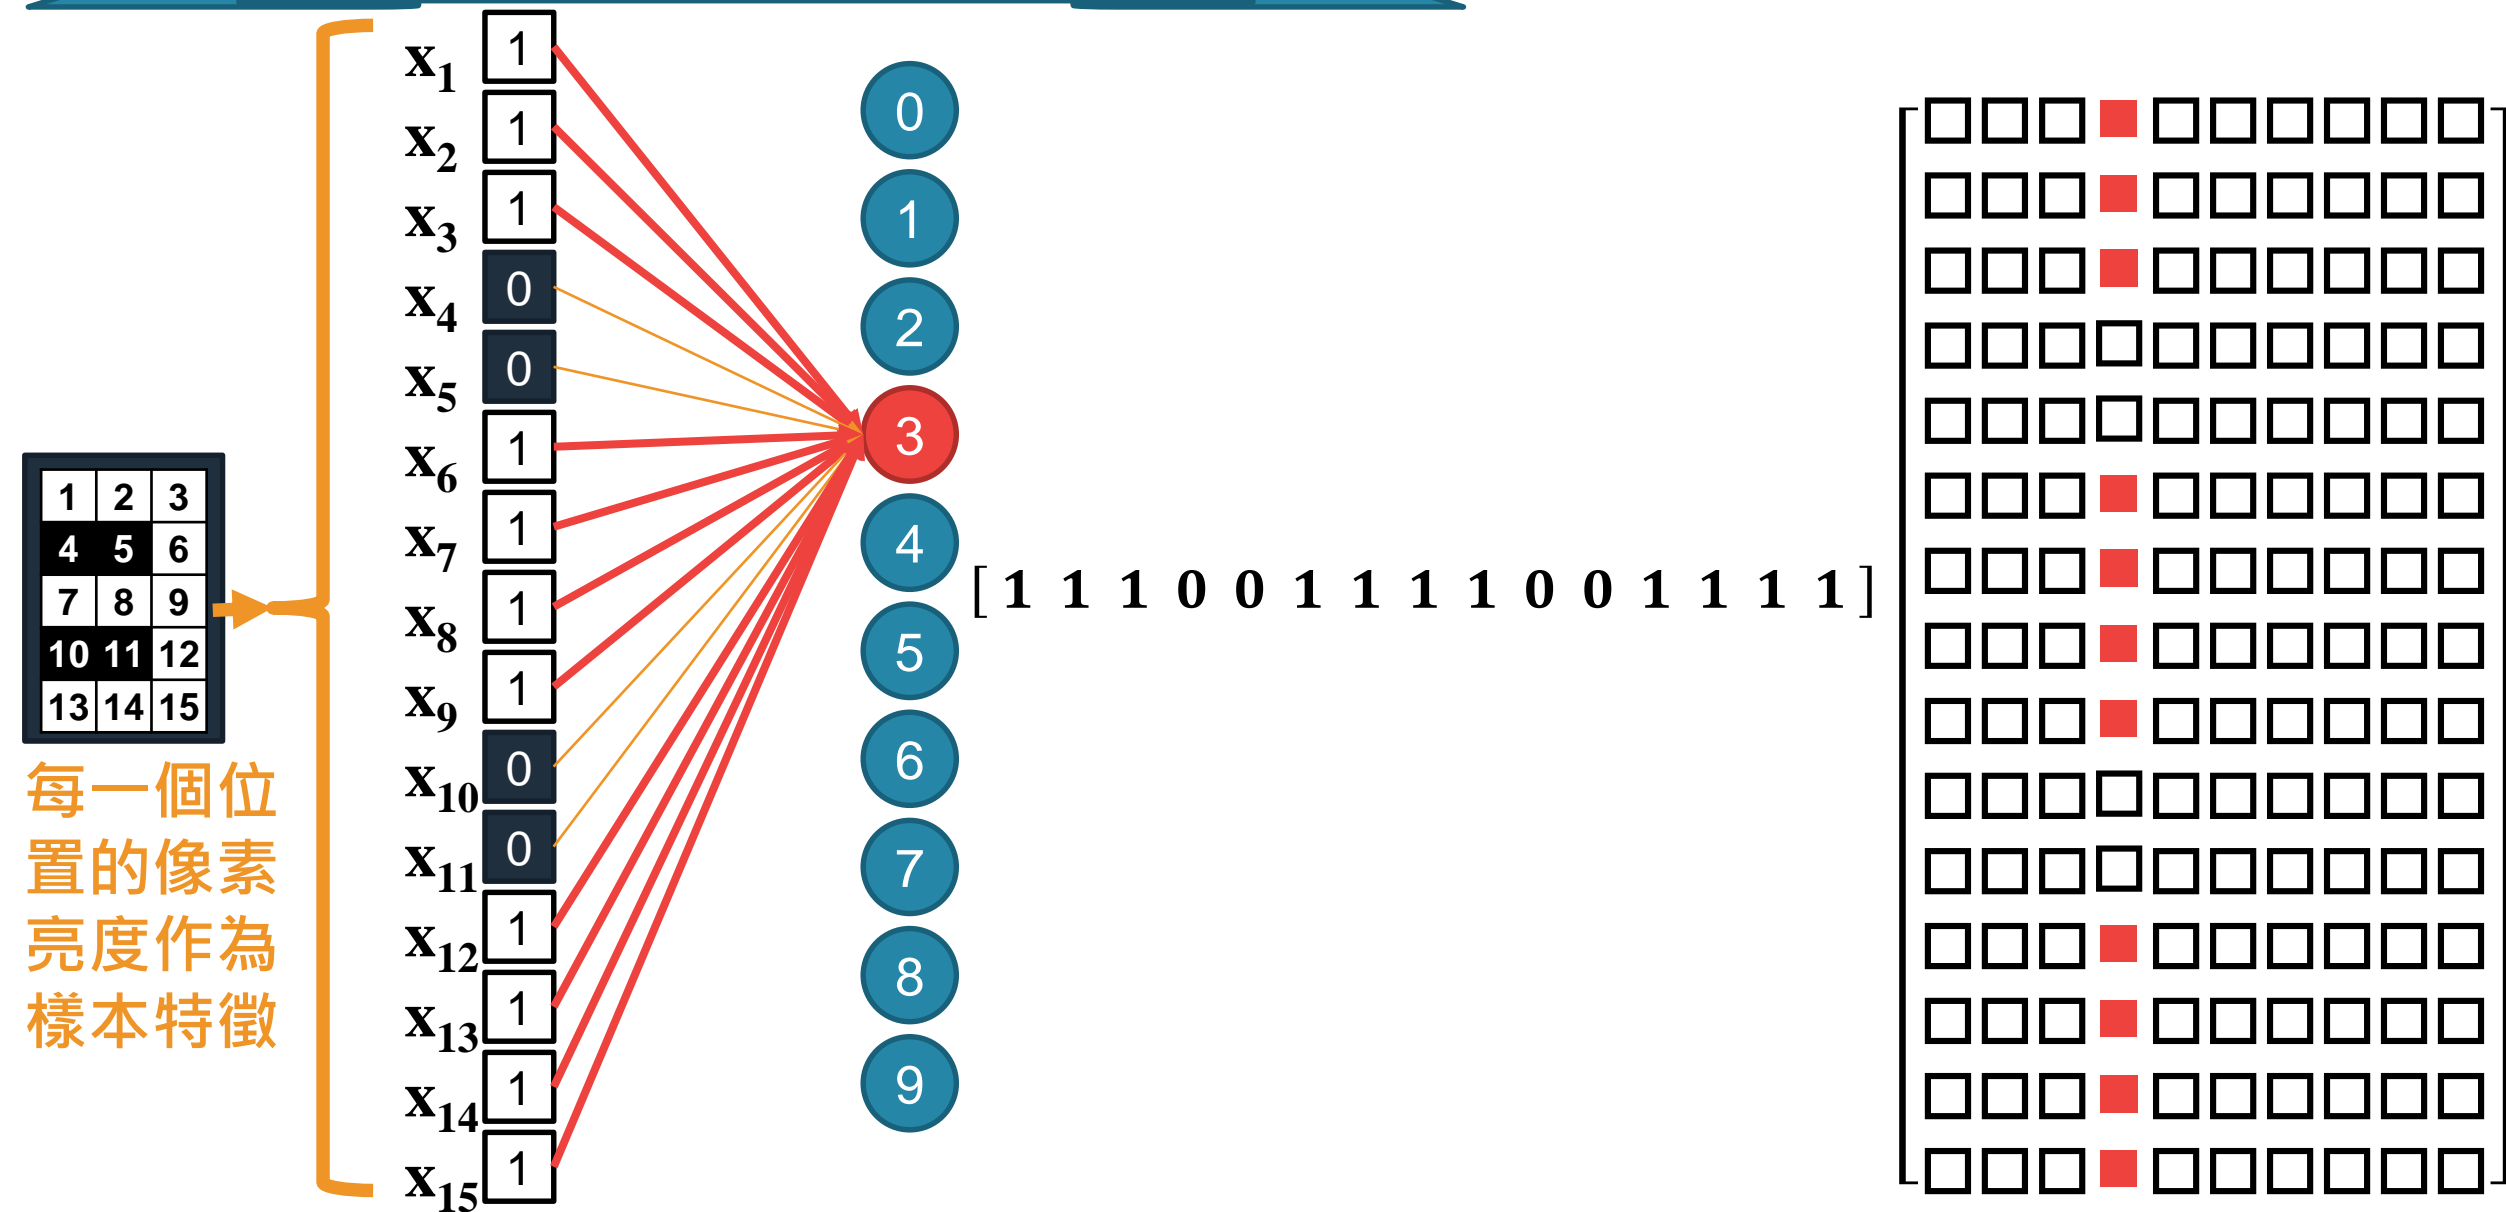 1 2 3
4 5 6
7 8 9
10 11 12
13 14 15
每一個位
置的像素
亮度作為
樣本特徵
x1 1
x2 1
x3 1
x4 0
x5 0
x6 1
x7 1
x8 1
x9 1
x10 0
x11 0
x12 1
x13 1
x14 1
x15 1
0
1
2
3
4
5
6
7
8
9
[1 1 1 0 0 1 1 1 1 0 0 1 1 1 1]